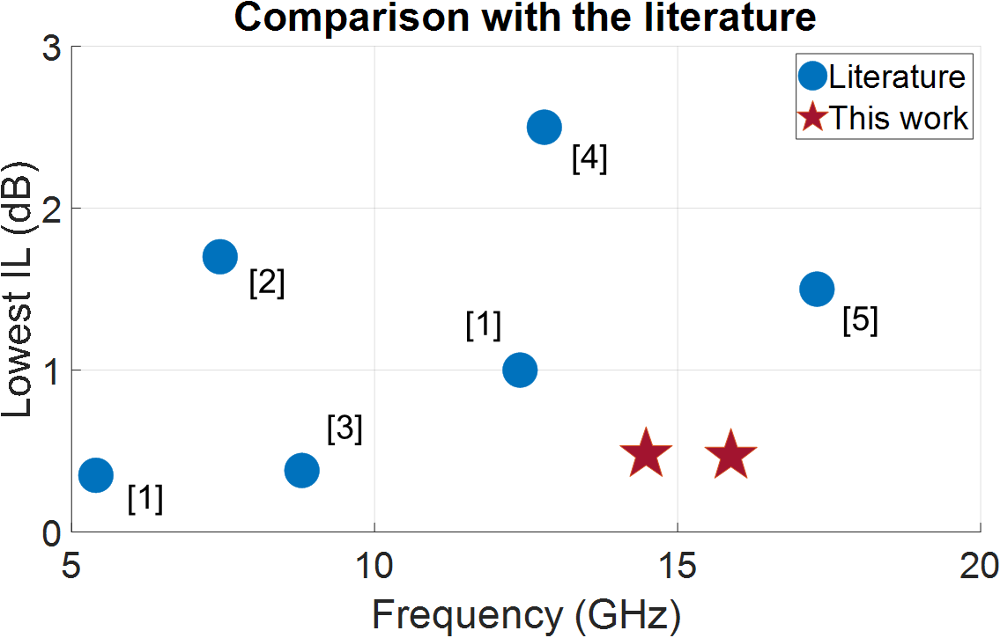 Comparison with the literature
Literature
This work
Lowest IL (dB)
3
2
1
0
[4]
[2]
[1]
[5]
[3]
[1]
5
10
15
20
Frequency (GHz)